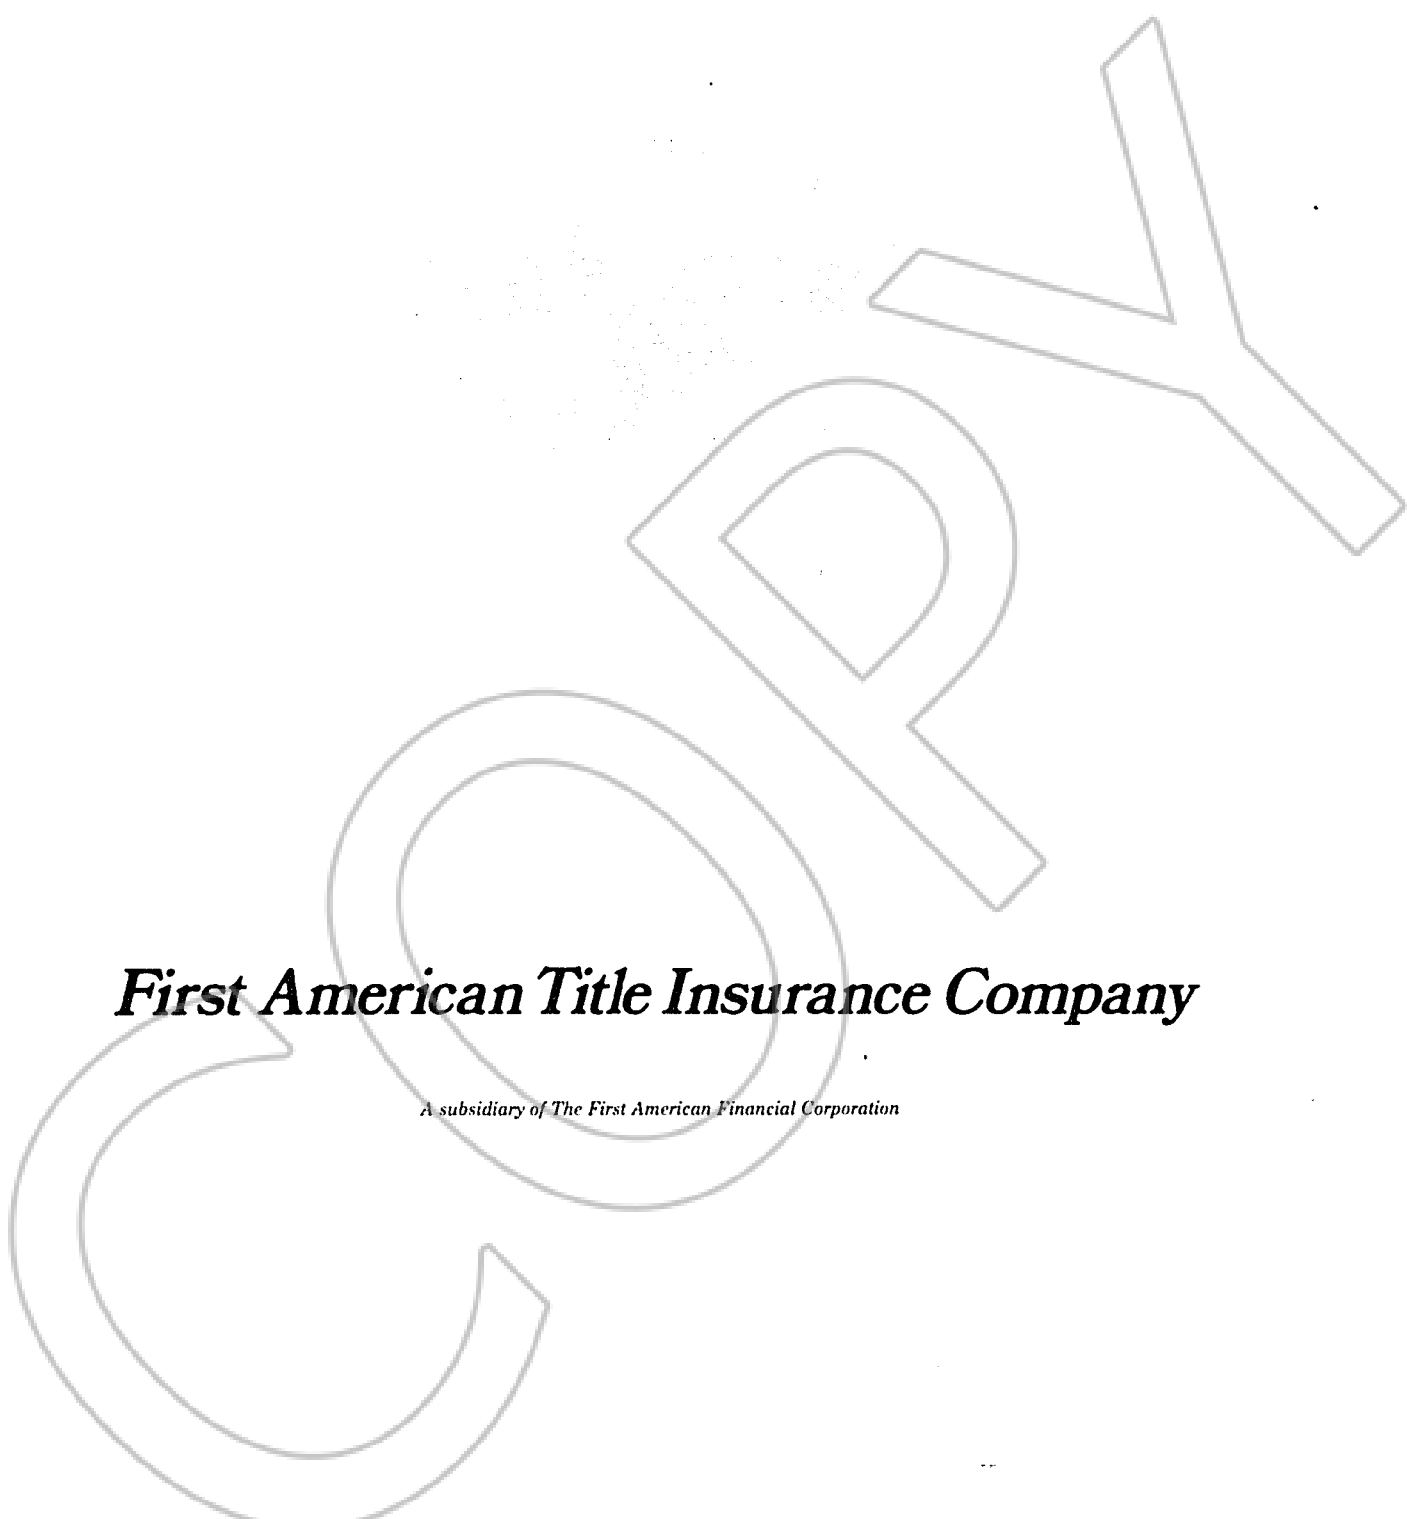 First American Title Insurance Company
A subsidiary of The First American Financial Corporation
COPY